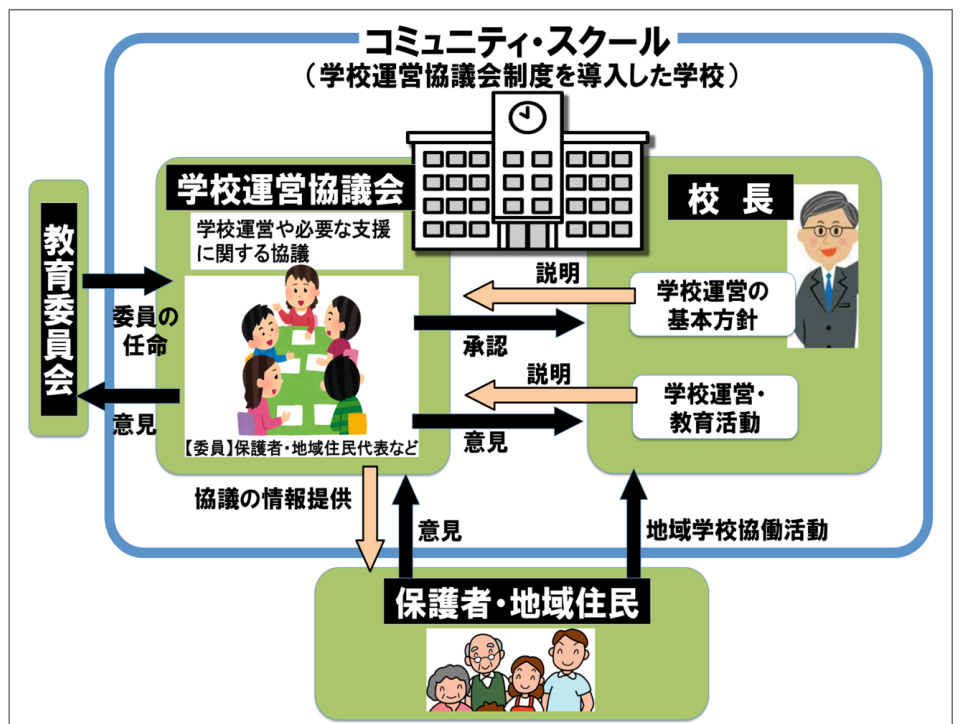 コミュニティ・スクール
（学校運営協議会制度を導入した学校）
学校運営協議会
学校運営や必要な支援
に関する協議
【委員】保護者・地域住民代表など
教育委員会
委員の
任命
意見
校長
説明
学校運営の
基本方針
承認
説明
学校運営・
教育活動
意見
協議の情報提供
意見
地域学校協働活動
保護者・地域住民